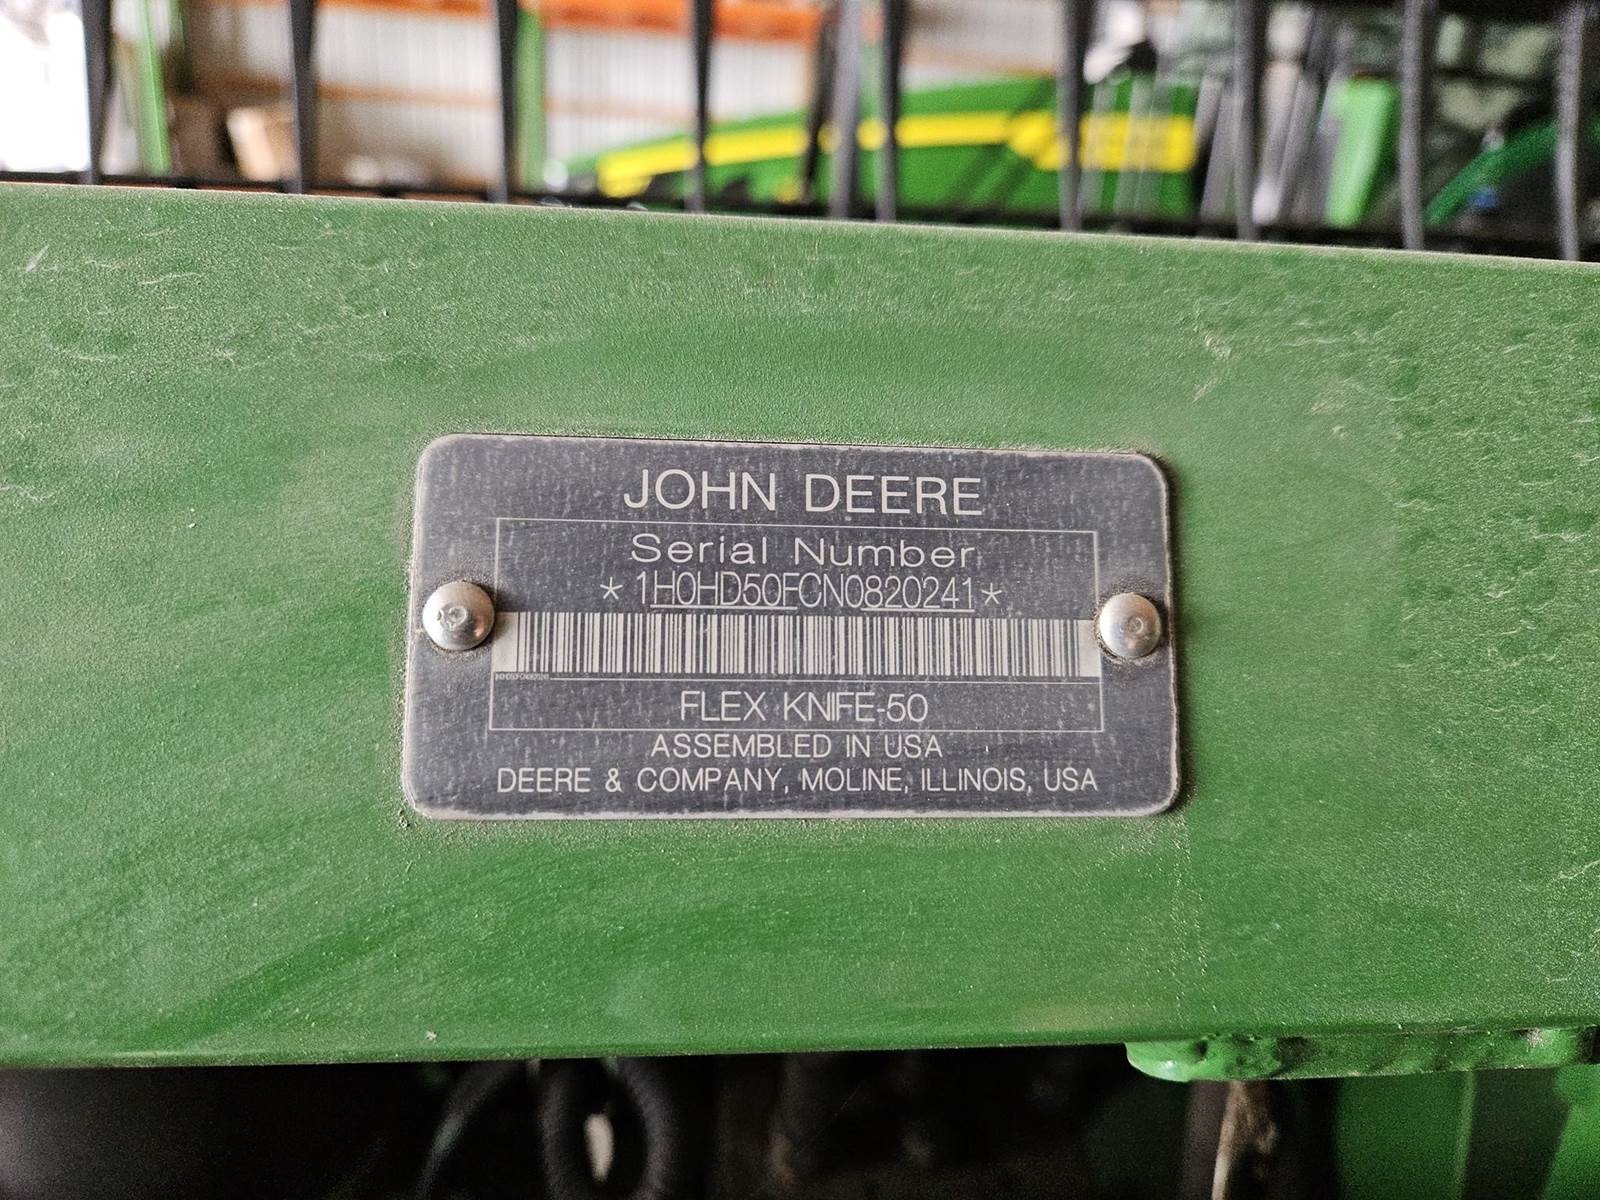 JOHN DEERE
Serial Number
*1H0HD50FCN0820241*
FLEX KNIFE-50
ASSEMBLED IN USA
DEERE & COMPANY, MOLINE, ILLINOIS, USA